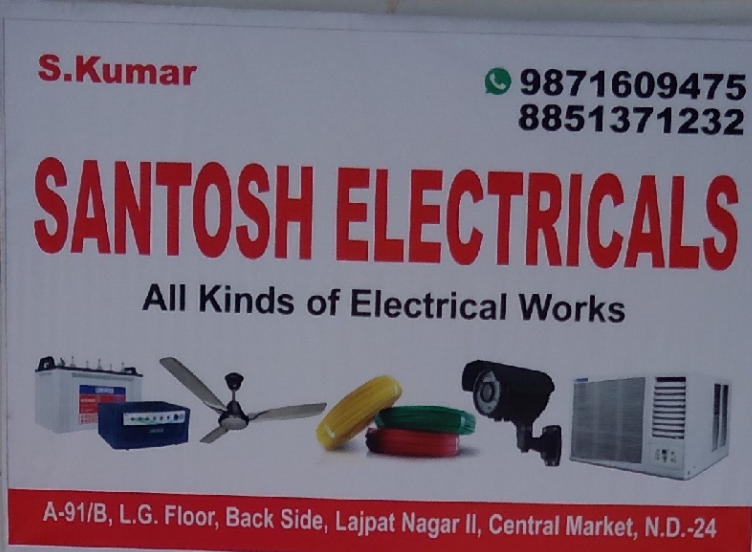 S.Kumar
9871609475
8851371232
SANTOSH ELECTRICALS
All Kinds of Electrical Works
A-91/B, L.G. Floor, Back Side, Lajpat Nagar II, Central Market, N.D.-24